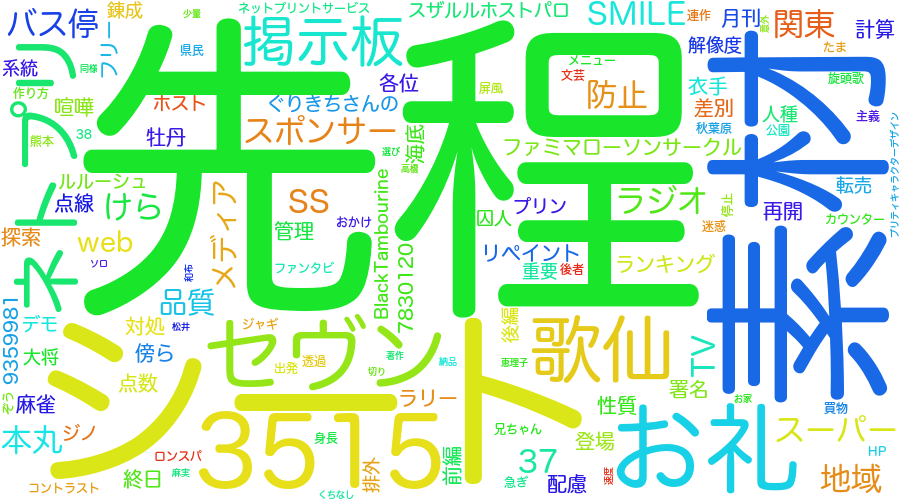 先程
素材
シント
3515
お礼
歌仙
セヴン
ネットプリ
掲示板
SMILE
スポンサー
スーパー
関東
バス停
防止
ラジオ
SS
品質
けら
地域
本丸
37
web
メディア
TV
ファミマローソンサークル
スザルルホストパロ
ネットプリントサービス
ぐりきちさんの
BlackTambourine
7830120
9359981
フリー
錬成
少量
県民
系統
同様
作り方
喧嘩
38
熊本
ホスト
牡丹
各位
海底
選び
高橋
屏風
メニュー
文芸
連作
月刊
題外
解像度
衣手
差別
秋葉原
人種
公園
たま
計算
旋頭歌
主義
プリティキャラクターデザイン
転売
カウンター
再開
停止
迷惑
プリン
囚人
リペイント
重要
後者
ランキング
ルルーシュ
点線
探索
ソロ
和布
管理
おかけ
ファンタビ
デモ
対処
松井
大将
傍ら
点数
ジャギ
出発
透過
著作
切り
納品
後編
恵理子
ラリー
麻雀
ぞう
ジノ
終日
コントラスト
ロンスパ
麻実
身長
くちなし
排外
前編
兄ちゃん
急ぎ
配慮
登場
性質
署名
速度
お家
買物
HP